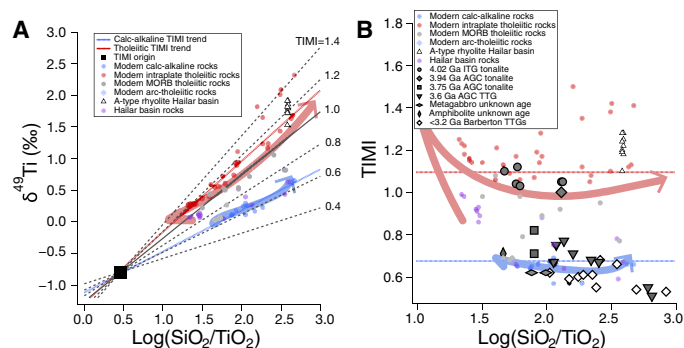 A
Calc-alkaline TIMI trend
Tholeiitic TIMI trend
TIMI origin
Modern calc-alkaline rocks
Modern intraplate tholeiitic rocks
Modern MORB tholeiitic rocks
Modern arc-tholeiitic rocks
A-type rhyolite Hailar basin
Hailar basin rocks
TIMI=1.4
1.2
1.0
0.8
0.6
0.4
3.0
2.5
2.0
1.5
1.0
0.5
0.0
−0.5
−1.0
δ⁴⁹Ti (‰)
0.0 0.5 1.0 1.5 2.0 2.5 3.0
Log(SiO₂/TiO₂)
B
Modern calc-alkaline rocks
Modern intraplate tholeiitic rocks
Modern MORB tholeiitic rocks
Modern arc-tholeiitic rocks
A-type rhyolite Hailar basin
Hailar basin rocks
4.02 Ga ITG tonalite
3.94 Ga AGC tonalite
3.75 Ga AGC tonalite
3.6 Ga AGC TTG
Metagabbro unknown age
Amphibolite unknown age
<3.2 Ga Barberton TTGs
1.8
1.6
1.4
1.2
1.0
0.8
0.6
TIMI
1.0 1.5 2.0 2.5 3.0
Log(SiO₂/TiO₂)